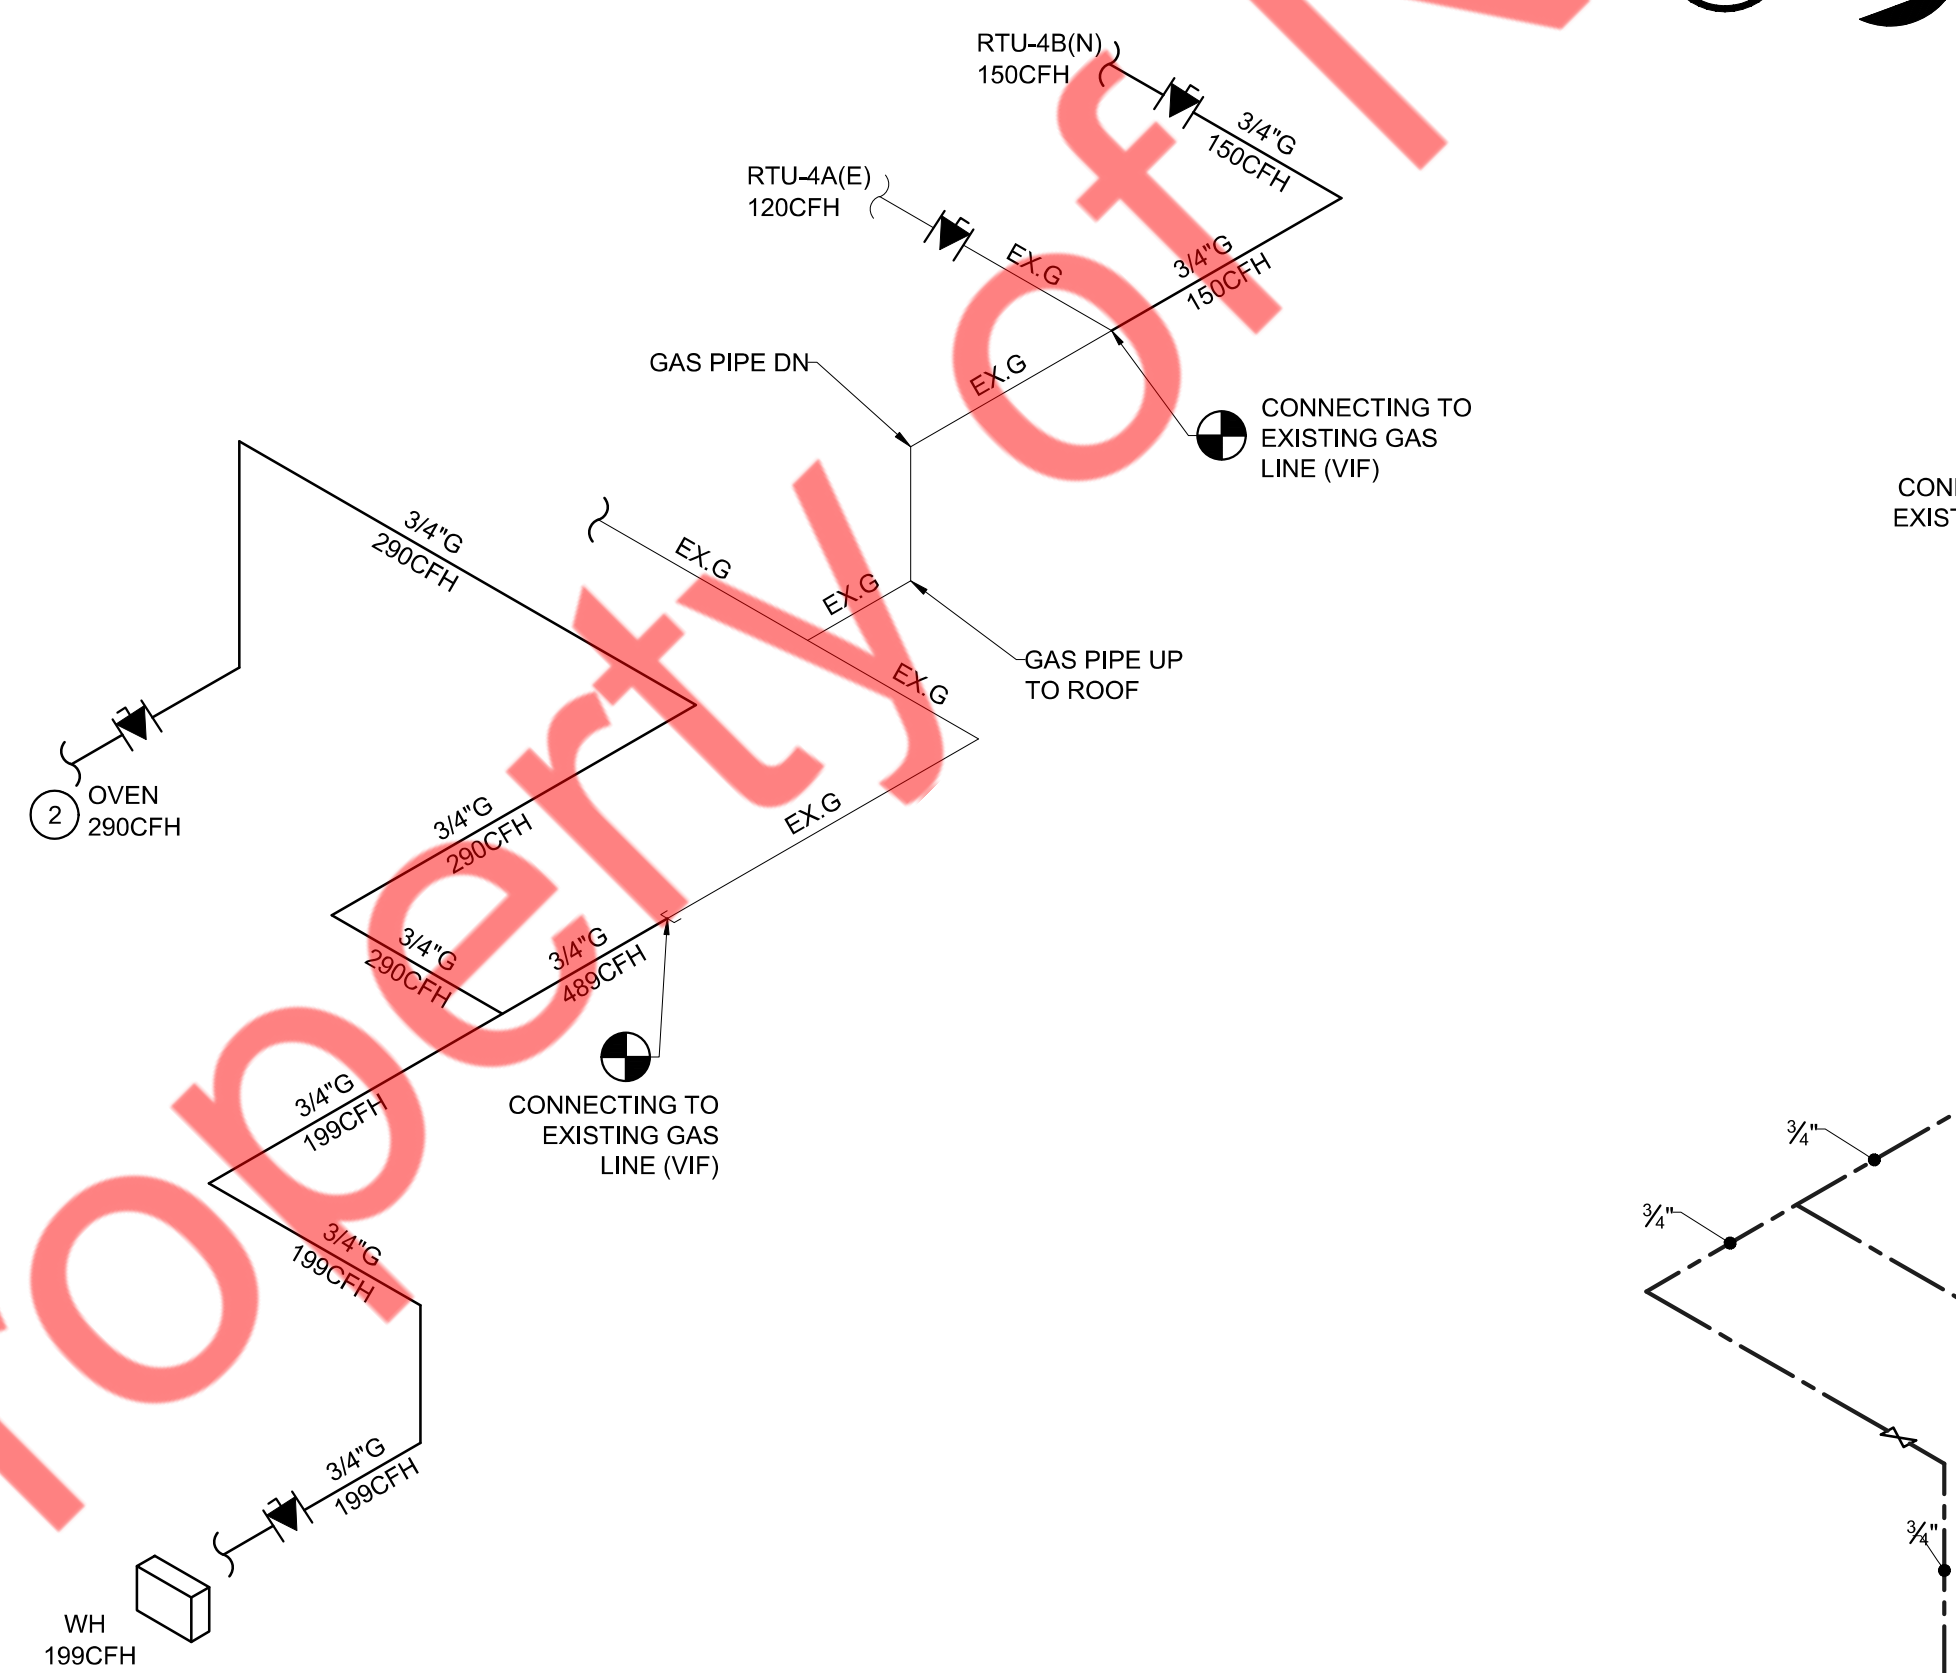 RTU-4B(N)
150CFH
3/4"G
150CFH
RTU-4A(E)
120CFH
EX.G
3/4"G
150CFH
GAS PIPE DN
EX.G
CONNECTING TO
EXISTING GAS
LINE (VIF)
3/4"G
290CFH
EX.G
EX.G
GAS PIPE UP
TO ROOF
EX.G
2
OVEN
290CFH
3/4"G
290CFH
EX.G
3/4"G
290CFH
3/4"G
489CFH
CONNECTING TO
EXISTING GAS
LINE (VIF)
3/4"G
199CFH
3/4"G
199CFH
3/4"G
199CFH
WH
199CFH
3/4"
3/4"
3/4"
operty of